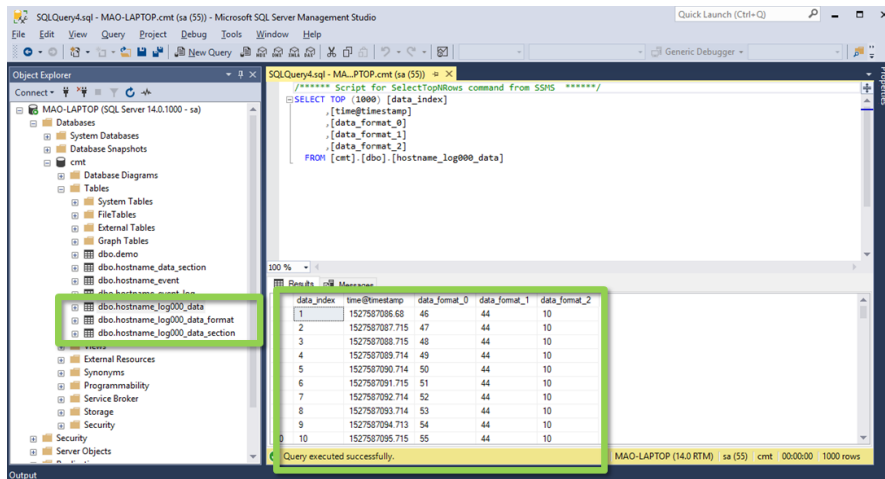 SQLQuery4.sql - MAO-LAPTOP.cmt (sa (55)) - Microsoft SQL Server Management Studio
Quick Launch (Ctrl+Q)
File Edit View Query Project Debug Tools Window Help
New Query
Generic Debugger
Object Explorer
Connect
MAO-LAPTOP (SQL Server 14.0.1000 - sa)
Databases
System Databases
Database Snapshots
cmt
Database Diagrams
Tables
System Tables
FileTables
External Tables
Graph Tables
dbo.demo
dbo.hostname_data_section
dbo.hostname_event
dbo.hostname_event_log
dbo.hostname_log000_data
dbo.hostname_log000_data_format
dbo.hostname_log000_data_section
Views
External Resources
Synonyms
Programmability
Service Broker
Storage
Security
Security
Server Objects
Output
SQLQuery4.sql - MA...PTOP.cmt (sa (55))
Properties
/****** Script for SelectTopNRows command from SSMS ******/
SELECT TOP (1000) [data_index]
,[time@timestamp]
,[data_format_0]
,[data_format_1]
,[data_format_2]
FROM [cmt].[dbo].[hostname_log000_data]
100 %
Results Messages
data_index time@timestamp data_format_0 data_format_1 data_format_2
1 1527587086.68 46 44 10
2 1527587087.715 47 44 10
3 1527587088.715 48 44 10
4 1527587089.714 49 44 10
5 1527587090.714 50 44 10
6 1527587091.715 51 44 10
7 1527587092.714 52 44 10
8 1527587093.714 53 44 10
9 1527587094.713 54 44 10
10 1527587095.715 55 44 10
Query executed successfully.
MAO-LAPTOP (14.0 RTM) sa (55) cmt 00:00:00 1000 rows